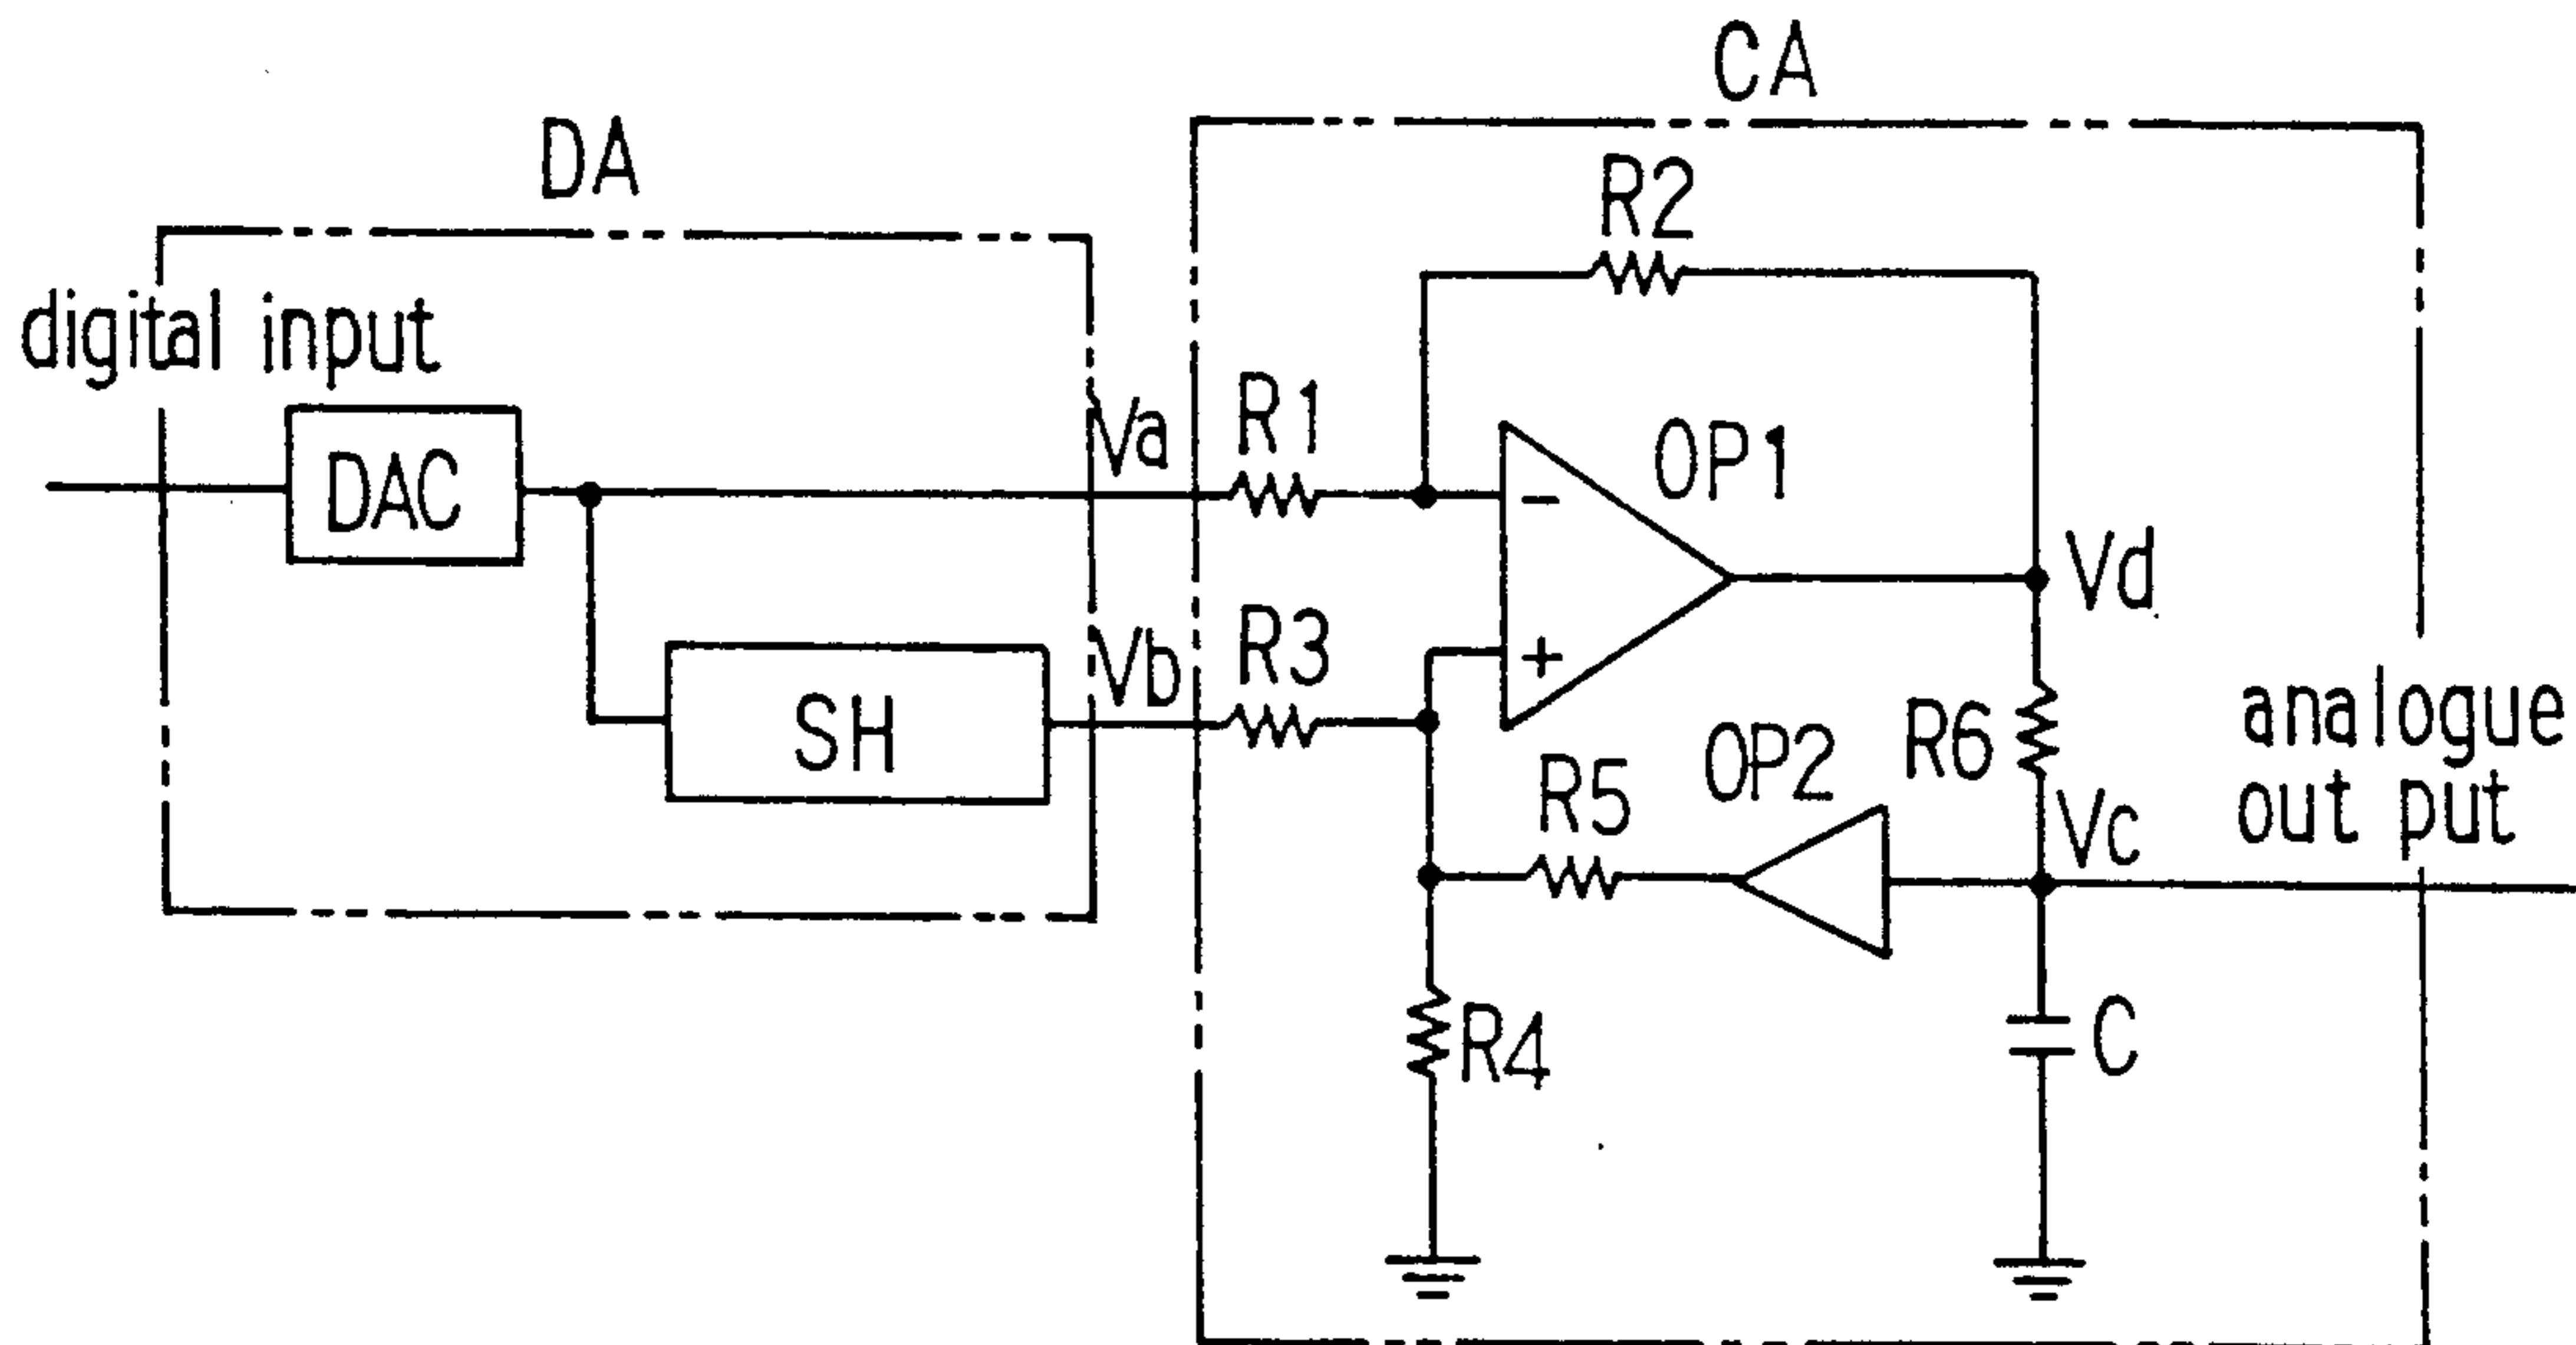 CA
DA
R2
digital input
Va
R1
OP1
DAC
-
Vd
Vb
R3
+
SH
R5
OP2
R6
Vc
analogue
out put
R4
C